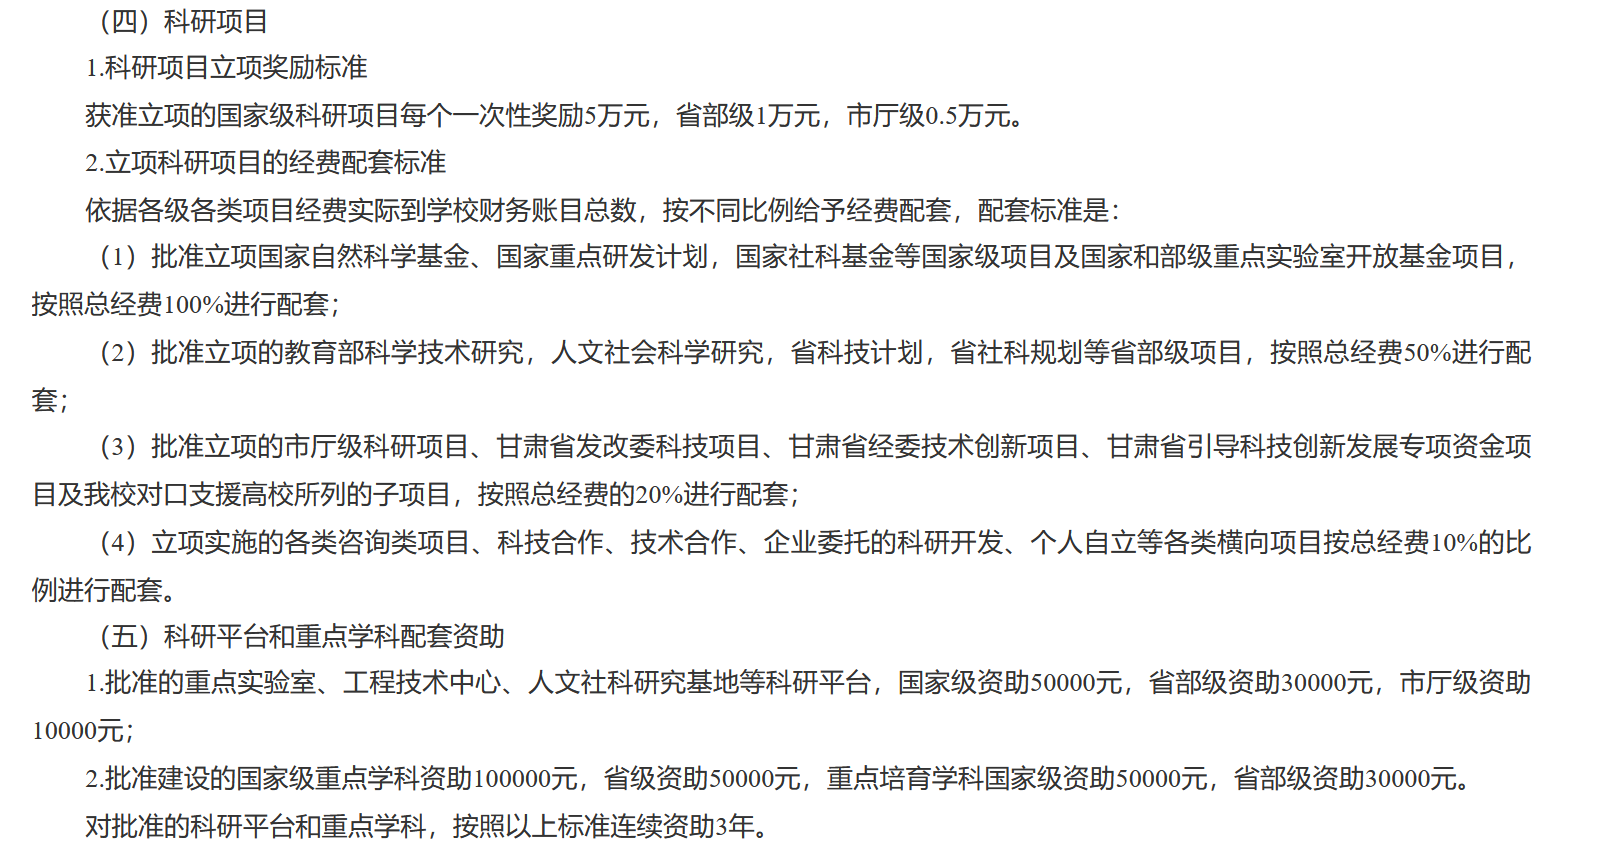 （四）科研项目
1.科研项目立项奖励标准
获准立项的国家级科研项目每个一次性奖励5万元，省部级1万元，市厅级0.5万元。
2.立项科研项目的经费配套标准
依据各级各类项目经费实际到学校财务账目总数，按不同比例给予经费配套，配套标准是：
（1）批准立项国家自然科学基金、国家重点研发计划，国家社科基金等国家级项目及国家和部级重点实验室开放基金项目，
按照总经费100%进行配套；
（2）批准立项的教育部科学技术研究，人文社会科学研究，省科技计划，省社科规划等省部级项目，按照总经费50%进行配
套；
（3）批准立项的市厅级科研项目、甘肃省发改委科技项目、甘肃省经委技术创新项目、甘肃省引导科技创新发展专项资金项
目及我校对口支援高校所列的子项目，按照总经费的20%进行配套；
（4）立项实施的各类咨询类项目、科技合作、技术合作、企业委托的科研开发、个人自立等各类横向项目按总经费10%的比
例进行配套。
（五）科研平台和重点学科配套资助
1.批准的重点实验室、工程技术中心、人文社科研究基地等科研平台，国家级资助50000元，省部级资助30000元，市厅级资助
10000元；
2.批准建设的国家级重点学科资助100000元，省级资助50000元，重点培育学科国家级资助50000元，省部级资助30000元。
对批准的科研平台和重点学科，按照以上标准连续资助3年。